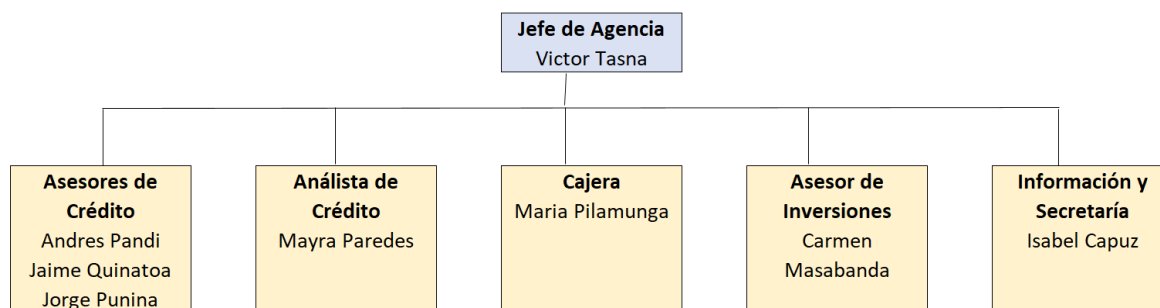 Jefe de Agencia
Victor Tasna
Asesores de
Crédito
Andres Pandi
Jaime Quinatoa
Jorge Punina
Análista de
Crédito
Mayra Paredes
Cajera
Maria Pilamunga
Asesor de
Inversiones
Carmen
Masabanda
Información y
Secretaría
Isabel Capuz